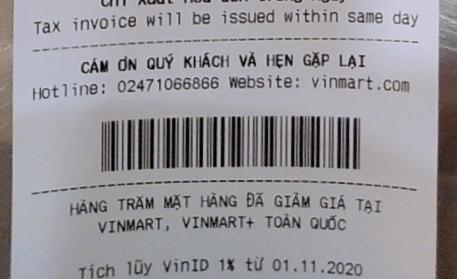 Tax invoice will be issued within same day
CÁM ƠN QUÝ KHÁCH VÀ HẸN GẶP LẠI
Hotline: 02471066866 Website: vinmart.com
HÀNG TRĂM MẶT HÀNG ĐÃ GIẢM GIÁ TẠI
VINMART, VINMART+ TOÀN QUỐC
Tích lũy VinID 1% từ 01.11.2020